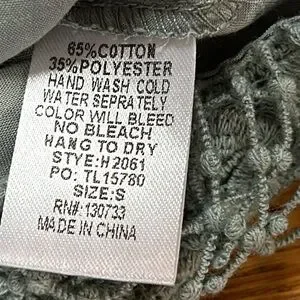 65%COTTON
35%POLYESTER
HAND WASH COLD
WATER SEPRATELY
COLOR WILL BLEED
NO BLEACH
HANG TO DRY
STYE:H2061
PO: TL15780
SIZE:S
RN#:130733
MADE IN CHINA